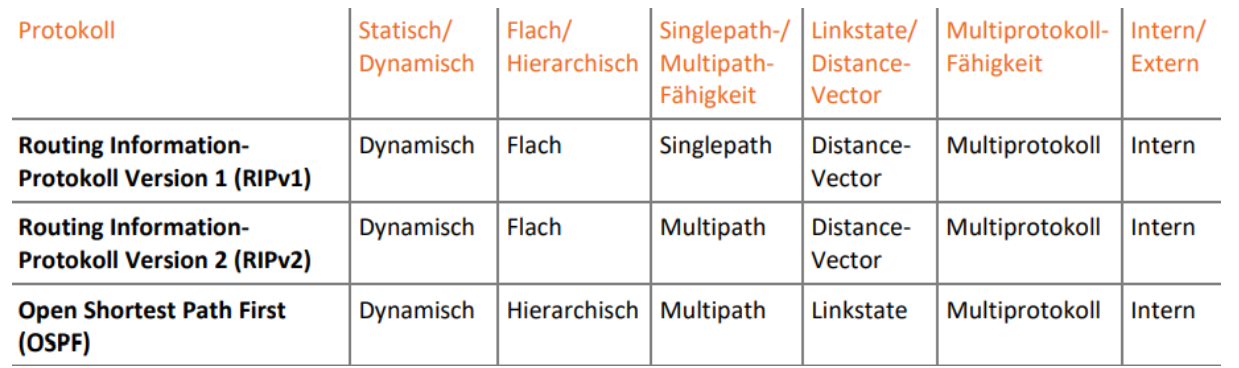 Protokoll
Statisch/
Dynamisch
Flach/
Hierarchisch
Singlepath-/
Multipath-
Fähigkeit
Linkstate/
Distance-
Vector
Multiprotokoll-
Fähigkeit
Intern/
Extern
Routing Information-
Protokoll Version 1 (RIPv1)
Dynamisch
Flach
Singlepath
Distance-
Vector
Multiprotokoll
Intern
Routing Information-
Protokoll Version 2 (RIPv2)
Dynamisch
Flach
Multipath
Distance-
Vector
Multiprotokoll
Intern
Open Shortest Path First
(OSPF)
Dynamisch
Hierarchisch
Multipath
Linkstate
Multiprotokoll
Intern